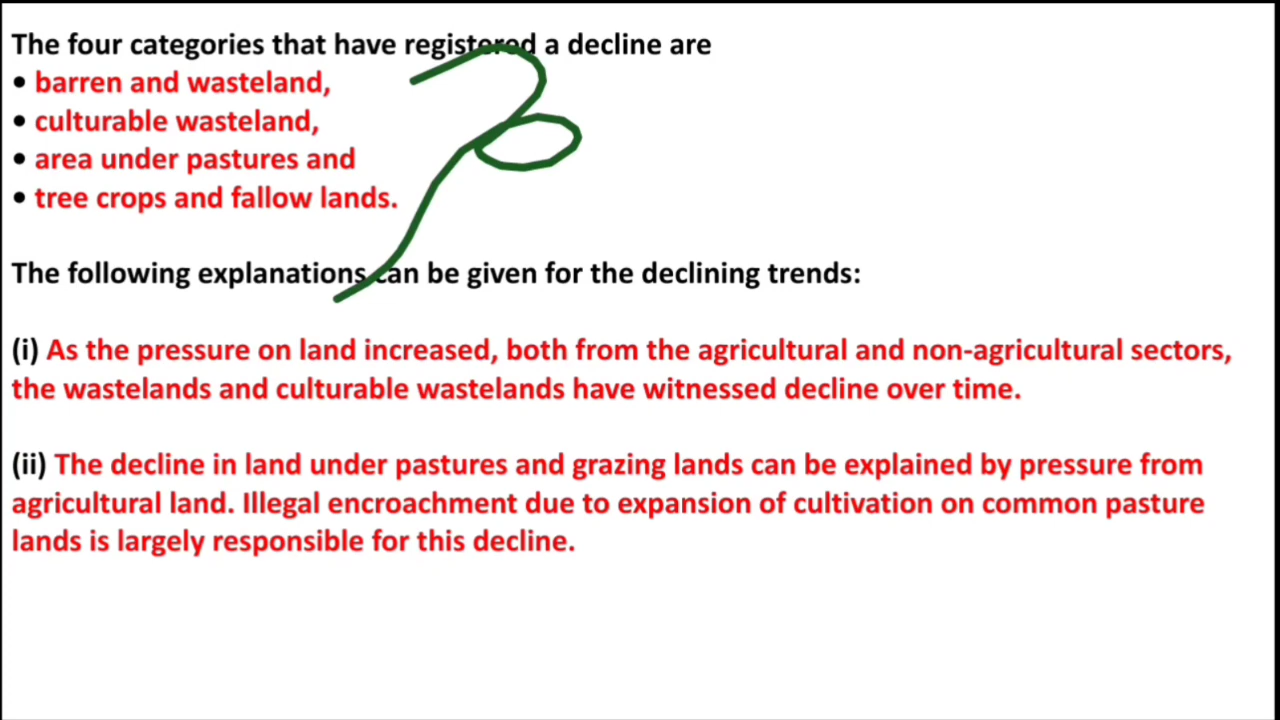 The four categories that have registered a decline are
• barren and wasteland,
• culturable wasteland,
• area under pastures and
• tree crops and fallow lands.
The following explanations can be given for the declining trends:
(i) As the pressure on land increased, both from the agricultural and non-agricultural sectors,
the wastelands and culturable wastelands have witnessed decline over time.
(ii) The decline in land under pastures and grazing lands can be explained by pressure from
agricultural land. Illegal encroachment due to expansion of cultivation on common pasture
lands is largely responsible for this decline.